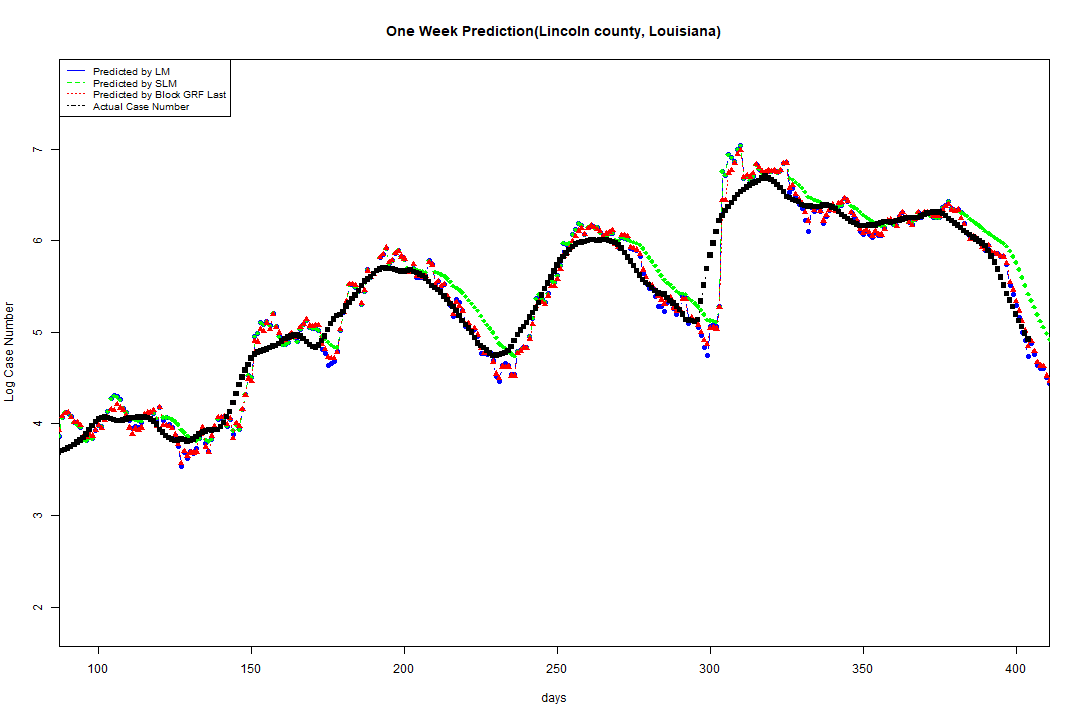 One Week Prediction(Lincoln county, Louisiana)
Predicted by LM
Predicted by SLM
Predicted by Block GRF Last
Actual Case Number
7
6
5
4
3
2
Log Case Number
100 150 200 250 300 350 400
days